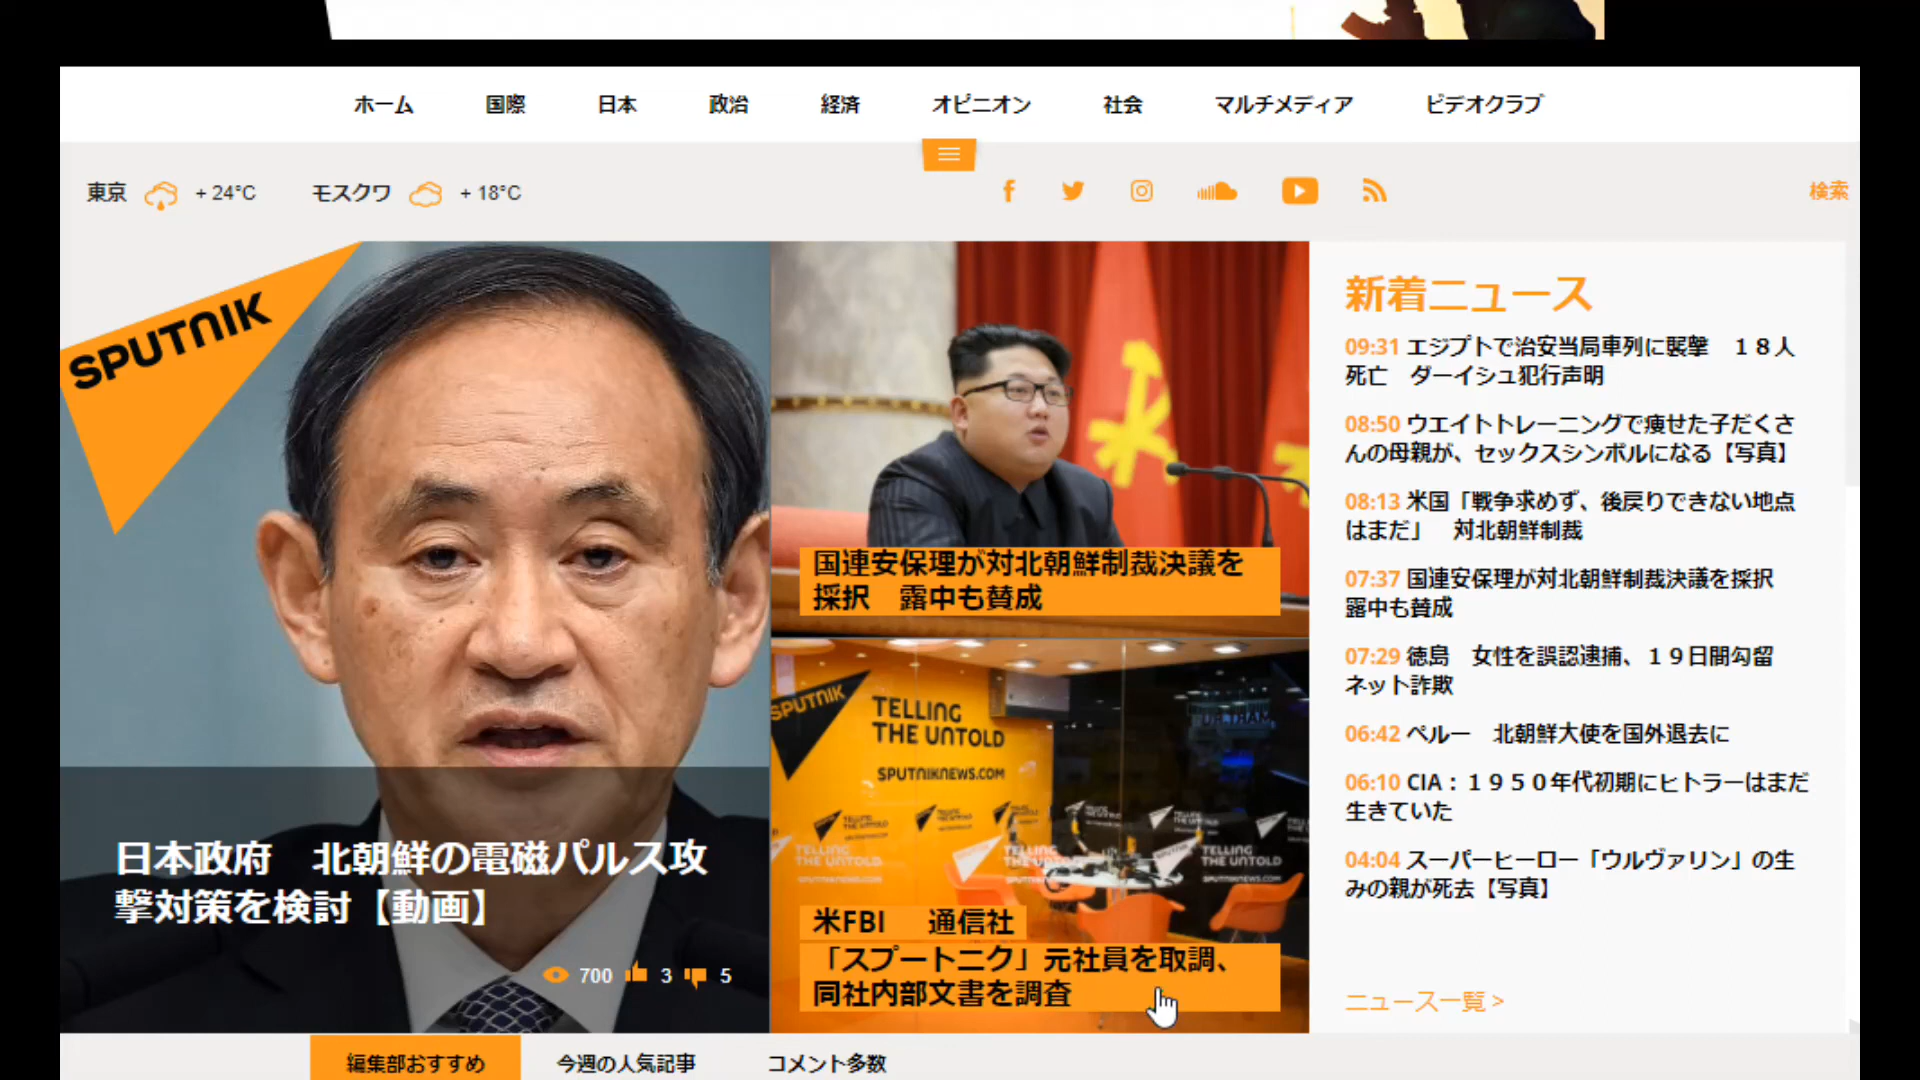 ホーム 国際 日本 政治 経済 オピニオン 社会 マルチメディア ビデオクラブ
東京 + 24°C モスクワ + 18°C
検索
SPUTNIK
日本政府　北朝鮮の電磁パルス攻
撃対策を検討【動画】
700 3 5
国連安保理が対北朝鮮制裁決議を
採択　露中も賛成
SPUTNIK
TELLING
THE UNTOLD
SPUTNIKNEWS.COM
TELLING
THE UNTOLD
TELLING
THE UNTOLD
SPUTNIKNEWS.COM
米FBI　通信社
「スプートニク」元社員を取調、
同社内部文書を調査
新着ニュース
09:31 エジプトで治安当局車列に襲撃　１８人
死亡　ダーイシュ犯行声明
08:50 ウエイトトレーニングで痩せた子だくさ
んの母親が、セックスシンボルになる【写真】
08:13 米国「戦争求めず、後戻りできない地点
はまだ」　対北朝鮮制裁
07:37 国連安保理が対北朝鮮制裁決議を採択
露中も賛成
07:29 徳島　女性を誤認逮捕、１９日間勾留
ネット詐欺
06:42 ペルー　北朝鮮大使を国外退去に
06:10 CIA：１９５０年代初期にヒトラーはまだ
生きていた
04:04 スーパーヒーロー「ウルヴァリン」の生
みの親が死去【写真】
ニュース一覧 >
編集部おすすめ 今週の人気記事 コメント多数